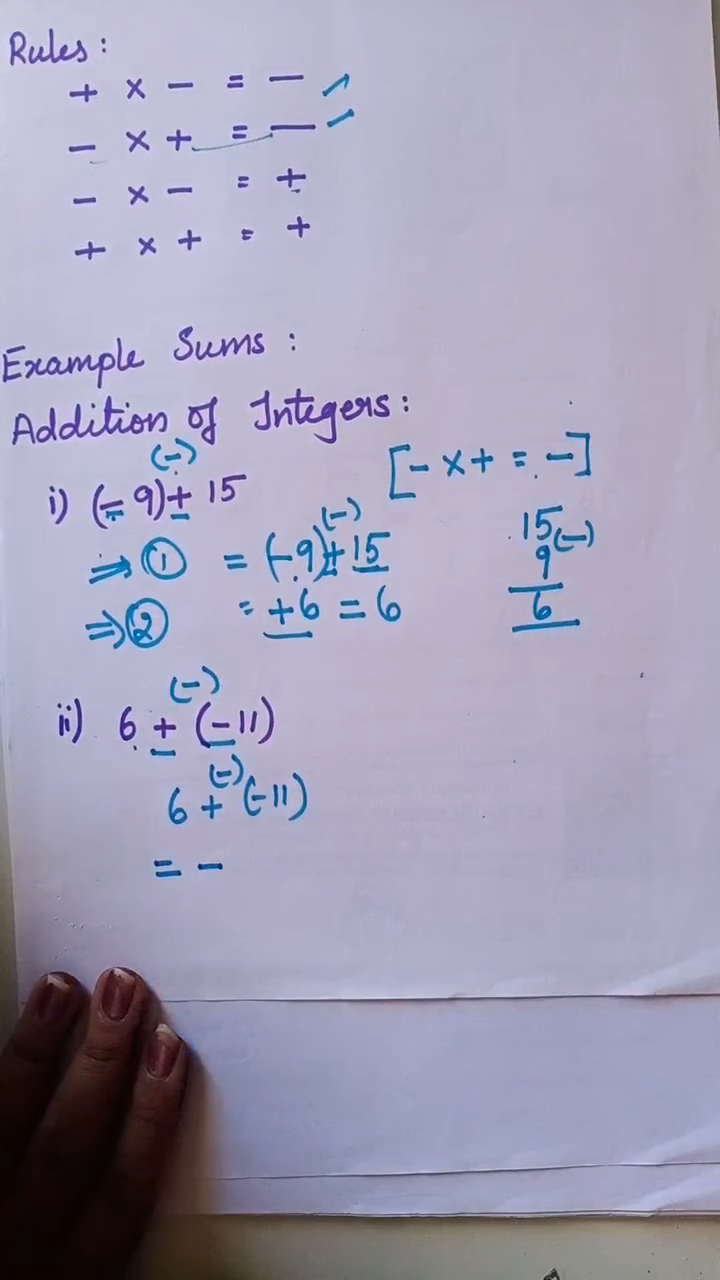 Rules:
+ × - = -
- × + = -
- × - = +
+ × + = +
Example Sums :
Addition of Integers:
(-)
i) (-9)+ 15 [- × + = -]
(-)
⇒ ① = (-9)+15
⇒ ② = +6 = 6
15
9 (-)
6
(-)
ii) 6 + (-11)
(-)
6 + (-11)
= -